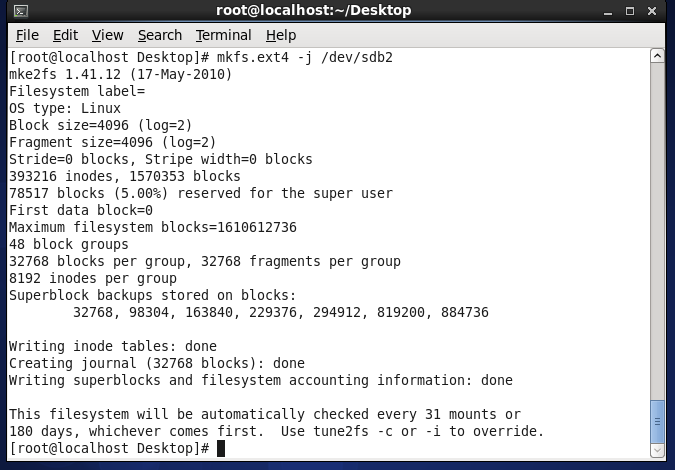 root@localhost:~/Desktop
File Edit View Search Terminal Help
[root@localhost Desktop]# mkfs.ext4 -j /dev/sdb2
mke2fs 1.41.12 (17-May-2010)
Filesystem label=
OS type: Linux
Block size=4096 (log=2)
Fragment size=4096 (log=2)
Stride=0 blocks, Stripe width=0 blocks
393216 inodes, 1570353 blocks
78517 blocks (5.00%) reserved for the super user
First data block=0
Maximum filesystem blocks=1610612736
48 block groups
32768 blocks per group, 32768 fragments per group
8192 inodes per group
Superblock backups stored on blocks:
        32768, 98304, 163840, 229376, 294912, 819200, 884736

Writing inode tables: done
Creating journal (32768 blocks): done
Writing superblocks and filesystem accounting information: done

This filesystem will be automatically checked every 31 mounts or
180 days, whichever comes first.  Use tune2fs -c or -i to override.
[root@localhost Desktop]#